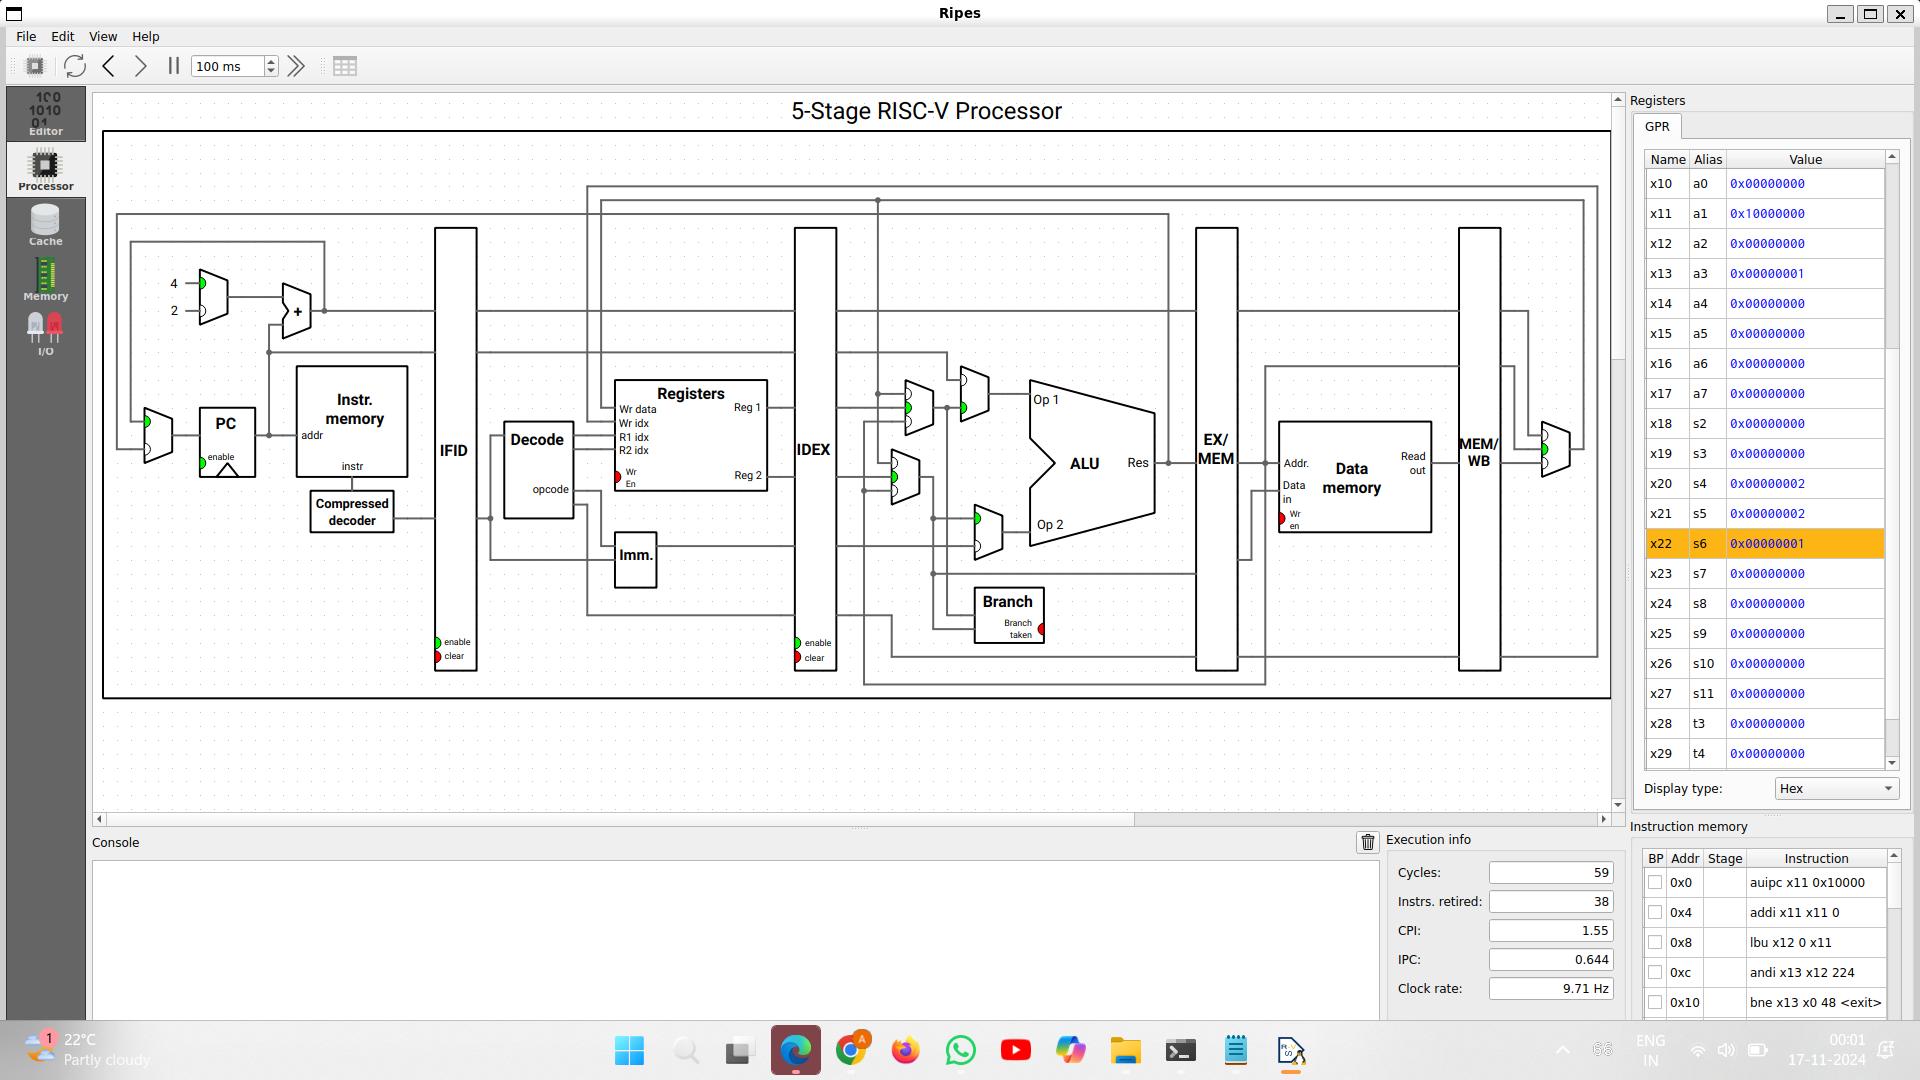 Ripes
File Edit View Help
100 ms
Editor
Processor
Cache
Memory
I/O
5-Stage RISC-V Processor
4
2
+
PC
enable
Instr. memory
addr
instr
Compressed decoder
IFID
enable
clear
Decode
opcode
Registers
Wr data
Wr idx
R1 idx
R2 idx
Wr En
Reg 1
Reg 2
Imm.
IDEX
enable
clear
Op 1
ALU
Res
Op 2
Branch
Branch taken
EX/MEM
Data memory
Addr.
Data in
Wr en
Read out
MEM/WB
Registers
GPR
Name Alias Value
x10 a0 0x00000000
x11 a1 0x10000000
x12 a2 0x00000000
x13 a3 0x00000001
x14 a4 0x00000000
x15 a5 0x00000000
x16 a6 0x00000000
x17 a7 0x00000000
x18 s2 0x00000000
x19 s3 0x00000000
x20 s4 0x00000002
x21 s5 0x00000002
x22 s6 0x00000001
x23 s7 0x00000000
x24 s8 0x00000000
x25 s9 0x00000000
x26 s10 0x00000000
x27 s11 0x00000000
x28 t3 0x00000000
x29 t4 0x00000000
Display type: Hex
Console
Execution info
Cycles: 59
Instrs. retired: 38
CPI: 1.55
IPC: 0.644
Clock rate: 9.71 Hz
Instruction memory
BP Addr Stage Instruction
0x0 auipc x11 0x10000
0x4 addi x11 x11 0
0x8 lbu x12 0 x11
0xc andi x13 x12 224
0x10 bne x13 x0 48 <exit>
1
22°C
Partly cloudy
A
ENG
IN
00:01
17-11-2024